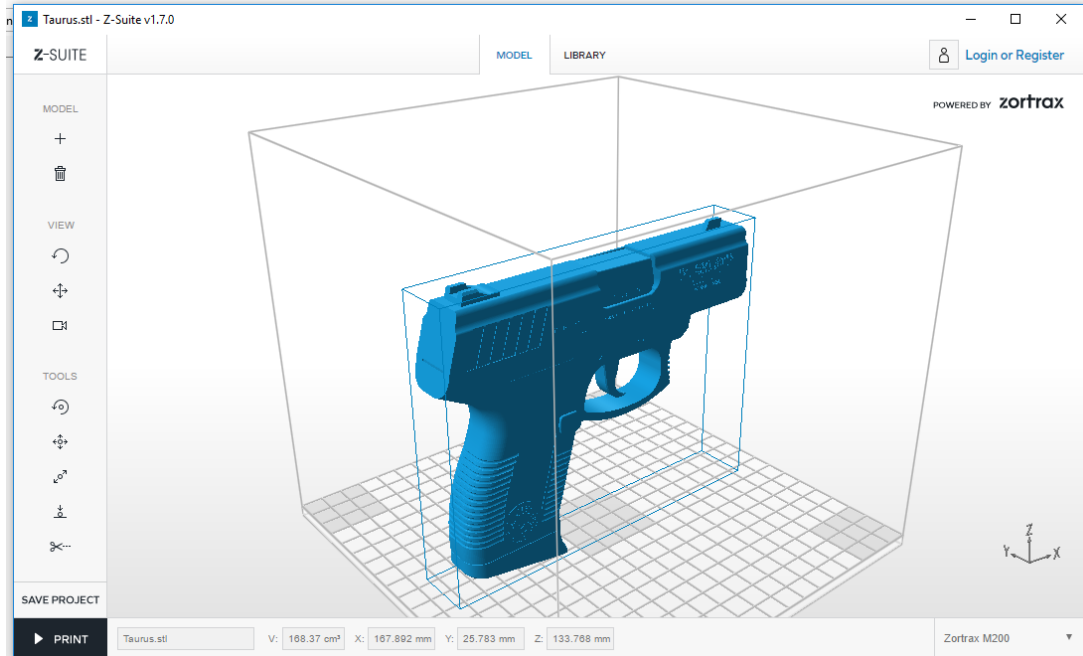 Taurus.stl - Z-Suite v1.7.0
Z-SUITE
MODEL
LIBRARY
Login or Register
POWERED BY zortrax
MODEL
VIEW
TOOLS
Z
Y
X
SAVE PROJECT
PRINT
Taurus.stl
V: 168.37 cm³
X: 167.892 mm
Y: 25.783 mm
Z: 133.768 mm
Zortrax M200